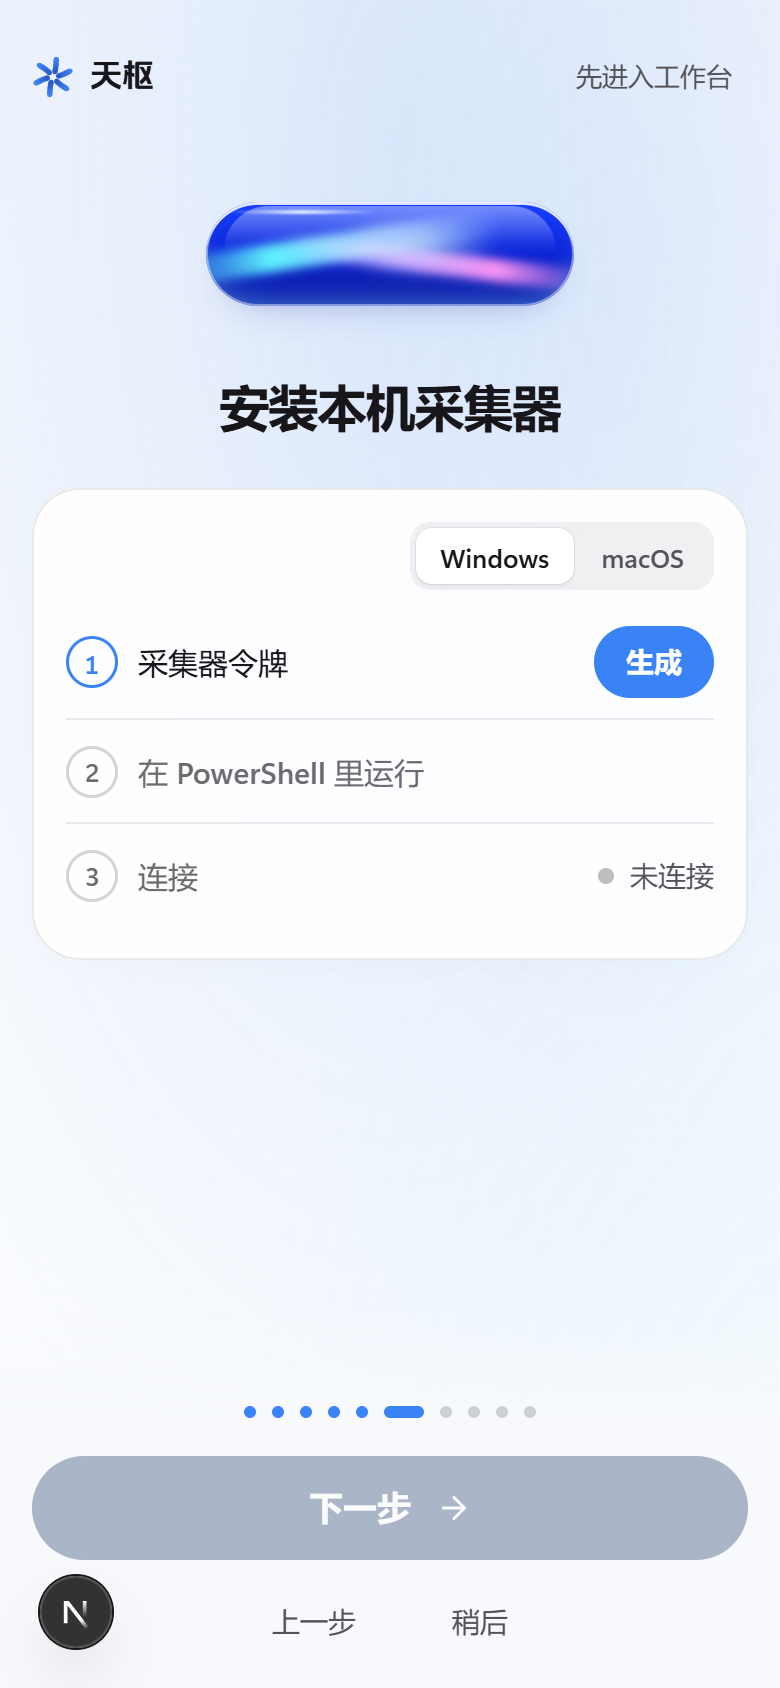 天枢
先进入工作台
安装本机采集器
Windows
macOS
1 采集器令牌
生成
2 在 PowerShell 里运行
3 连接
未连接
下一步 →
N
上一步
稍后